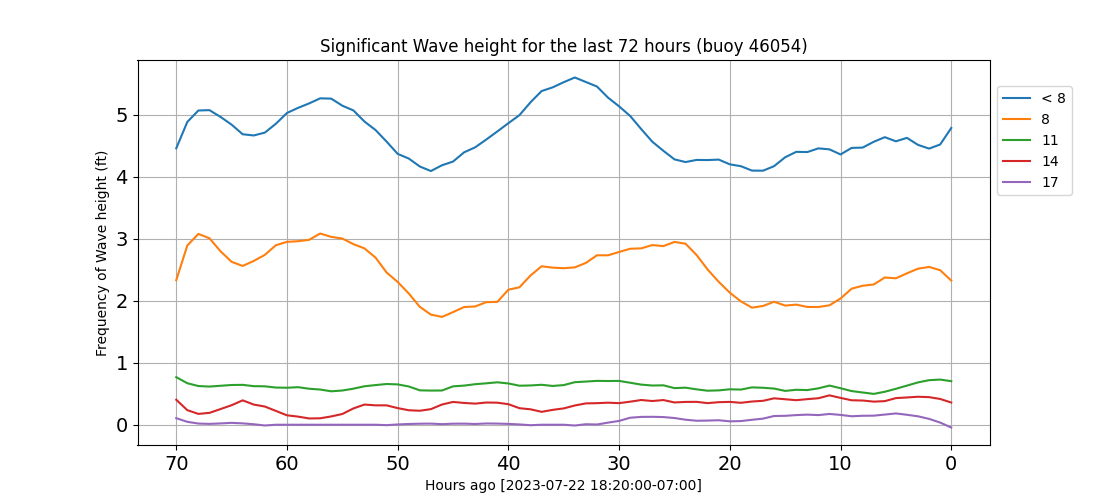 Significant Wave height for the last 72 hours (buoy 46054)
Frequency of Wave height (ft)
5
4
3
2
1
0
70 60 50 40 30 20 10 0
Hours ago [2023-07-22 18:20:00-07:00]
< 8
8
11
14
17